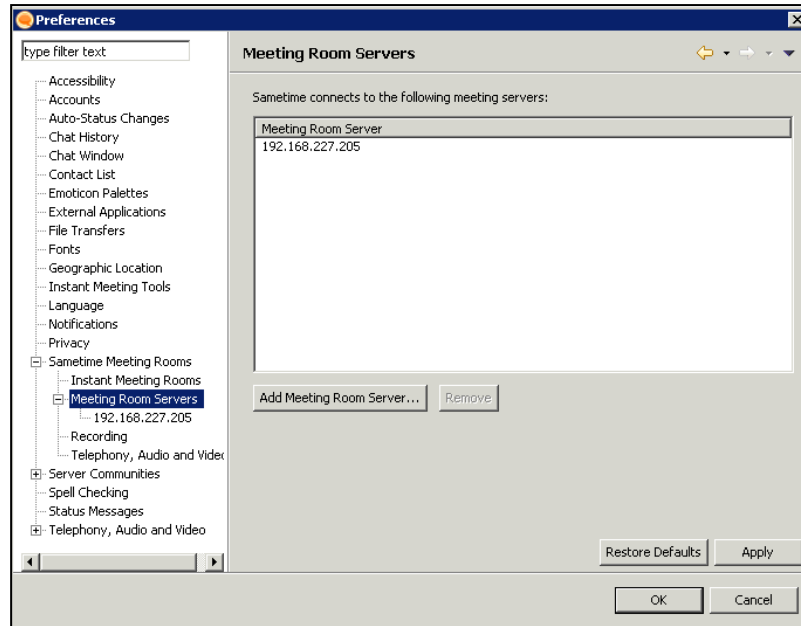 Preferences
type filter text
Accessibility
Accounts
Auto-Status Changes
Chat History
Chat Window
Contact List
Emoticon Palettes
External Applications
File Transfers
Fonts
Geographic Location
Instant Meeting Tools
Language
Notifications
Privacy
Sametime Meeting Rooms
Instant Meeting Rooms
Meeting Room Servers
192.168.227.205
Recording
Telephony, Audio and Video
Server Communities
Spell Checking
Status Messages
Telephony, Audio and Video
Meeting Room Servers
Sametime connects to the following meeting servers:
Meeting Room Server
192.168.227.205
Add Meeting Room Server... Remove
Restore Defaults Apply
OK Cancel